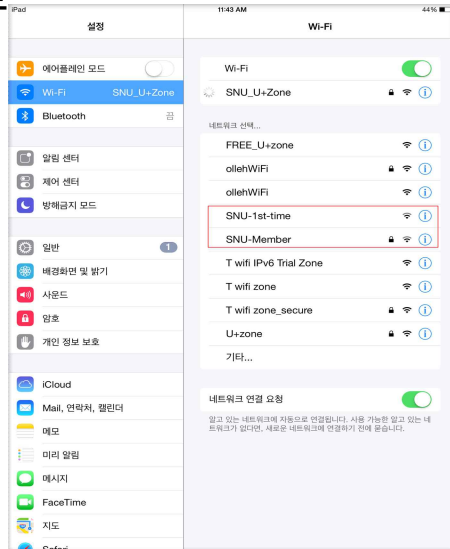 iPad
11:43 AM
44%
설정
Wi-Fi
에어플레인 모드
Wi-Fi
SNU_U+Zone
Bluetooth
끔
알림 센터
제어 센터
방해금지 모드
일반
1
배경화면 및 밝기
사운드
암호
개인 정보 보호
iCloud
Mail, 연락처, 캘린더
메모
미리 알림
메시지
FaceTime
지도
Safari
Wi-Fi
SNU_U+Zone
네트워크 선택...
FREE_U+zone
ollehWiFi
ollehWiFi
SNU-1st-time
SNU-Member
T wifi IPv6 Trial Zone
T wifi zone
T wifi zone_secure
U+zone
기타...
네트워크 연결 요청
알고 있는 네트워크에 자동으로 연결됩니다. 사용 가능한 알고 있는 네
트워크가 없다면, 새로운 네트워크에 연결하기 전에 묻습니다.